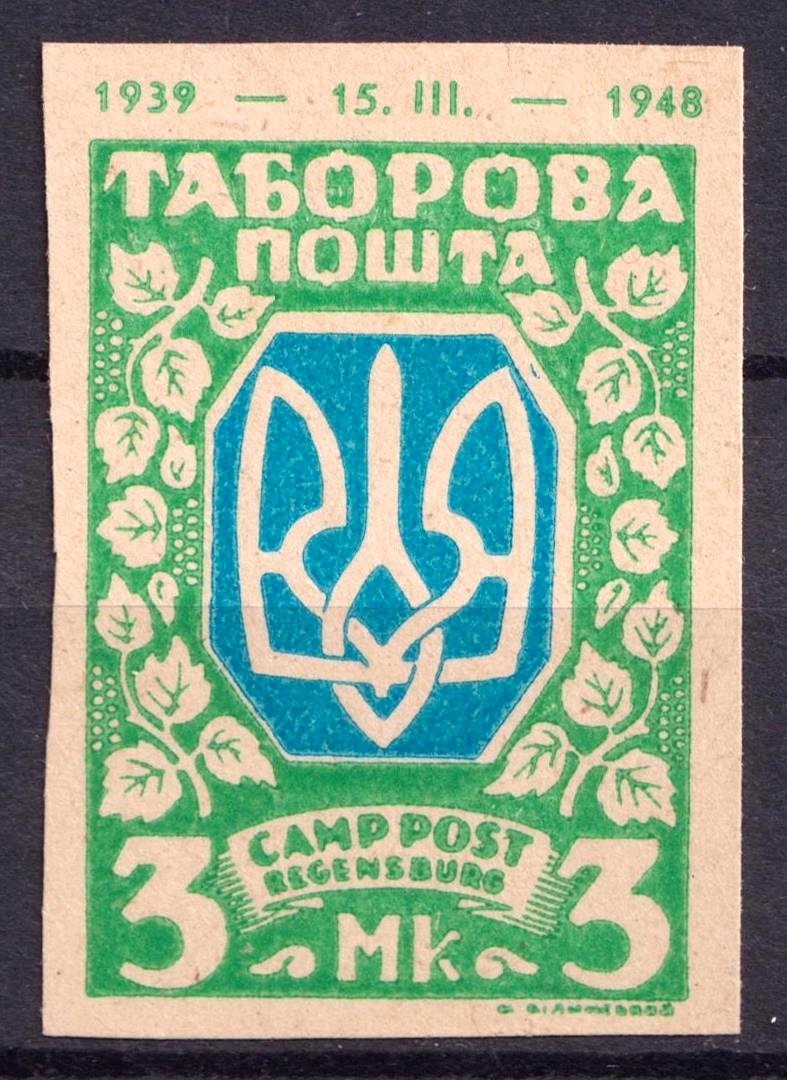 1939 — 15. III. — 1948
ТАБОРОВА
ПОШТА
CAMP POST
REGENSBURG
3 МК 3